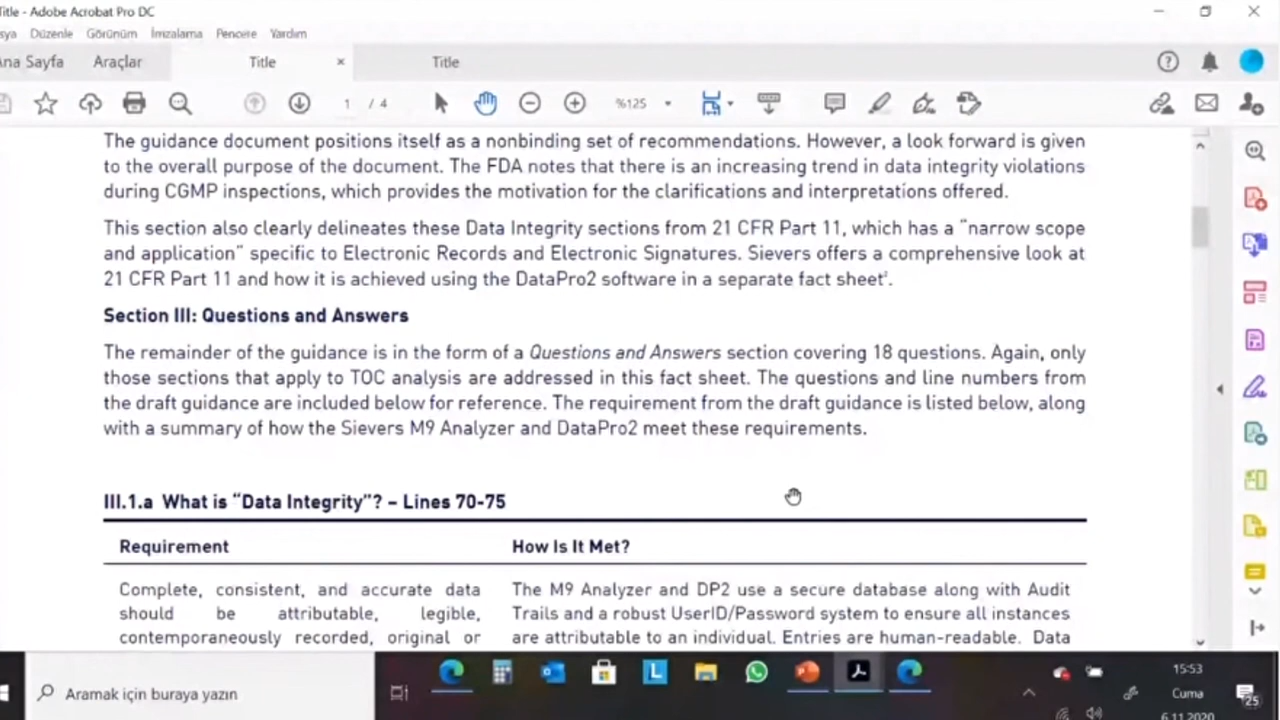 Title - Adobe Acrobat Pro DC
Düzenle Görünüm İmzalama Pencere Yardım
Ana Sayfa Araçlar Title × Title
1 / 4 %125
The guidance document positions itself as a nonbinding set of recommendations. However, a look forward is given
to the overall purpose of the document. The FDA notes that there is an increasing trend in data integrity violations
during CGMP inspections, which provides the motivation for the clarifications and interpretations offered.
This section also clearly delineates these Data Integrity sections from 21 CFR Part 11, which has a “narrow scope
and application” specific to Electronic Records and Electronic Signatures. Sievers offers a comprehensive look at
21 CFR Part 11 and how it is achieved using the DataPro2 software in a separate fact sheet.
Section III: Questions and Answers
The remainder of the guidance is in the form of a Questions and Answers section covering 18 questions. Again, only
those sections that apply to TOC analysis are addressed in this fact sheet. The questions and line numbers from
the draft guidance are included below for reference. The requirement from the draft guidance is listed below, along
with a summary of how the Sievers M9 Analyzer and DataPro2 meet these requirements.
III.1.a What is “Data Integrity”? – Lines 70-75
Requirement How Is It Met?
Complete, consistent, and accurate data The M9 Analyzer and DP2 use a secure database along with Audit
should be attributable, legible, Trails and a robust UserID/Password system to ensure all instances
contemporaneously recorded, original or are attributable to an individual. Entries are human-readable. Data
15:53
Aramak için buraya yazın Cuma
6.11.2020 25